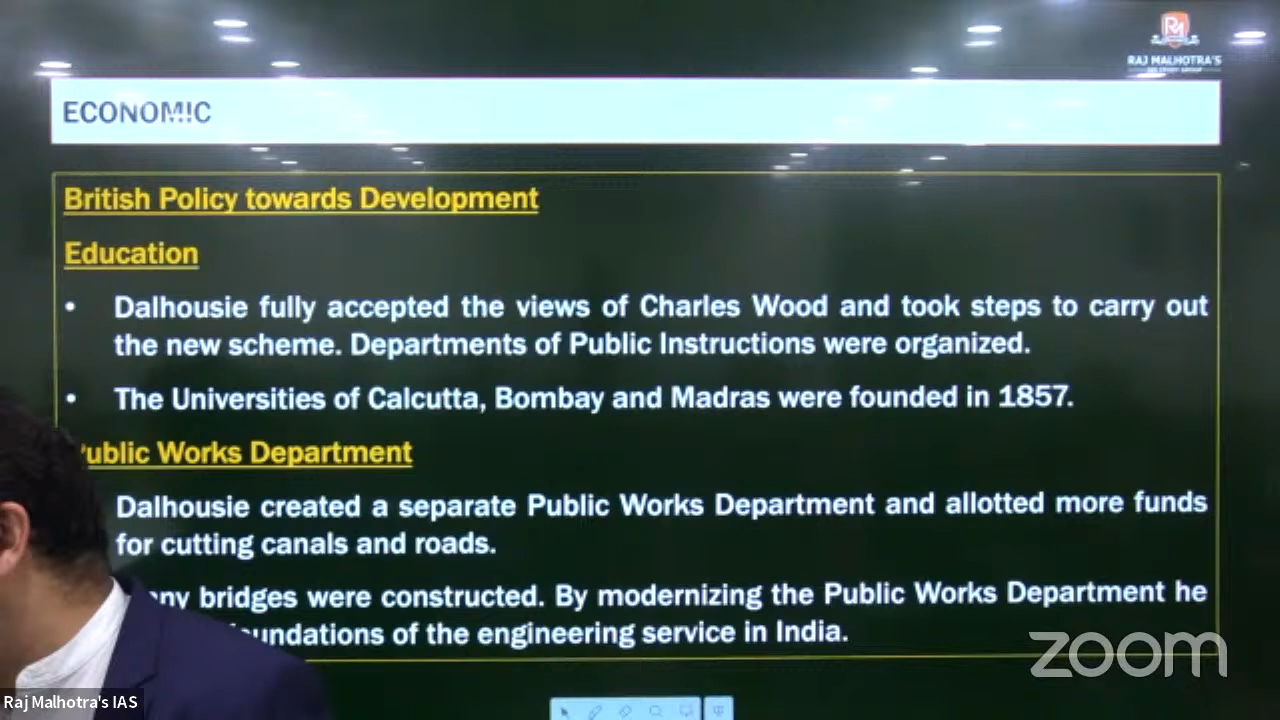 RM
RAJ MALHOTRA'S
ECONOMIC
British Policy towards Development
Education
• Dalhousie fully accepted the views of Charles Wood and took steps to carry out
the new scheme. Departments of Public Instructions were organized.
• The Universities of Calcutta, Bombay and Madras were founded in 1857.
Public Works Department
Dalhousie created a separate Public Works Department and allotted more funds
for cutting canals and roads.
bridges were constructed. By modernizing the Public Works Department he
of the engineering service in India.
zoom
Raj Malhotra's IAS